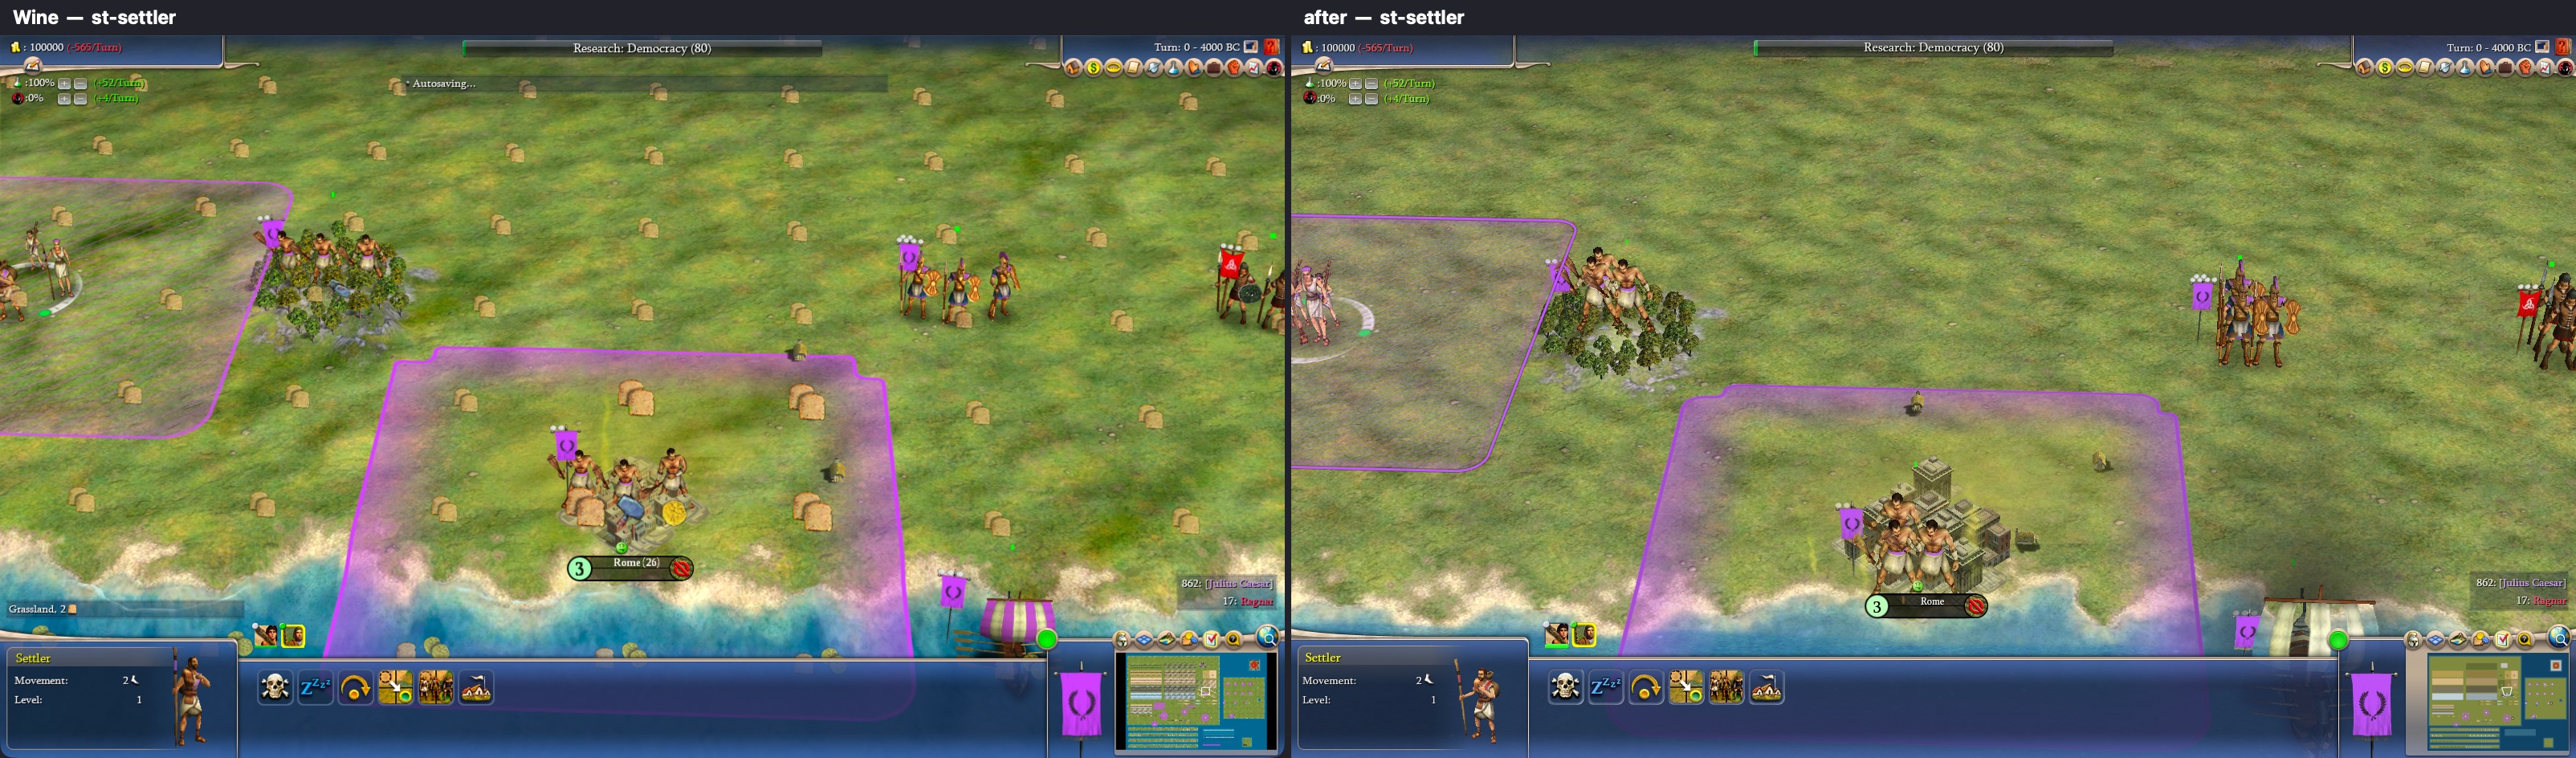 Wine — st-settler
: 100000 (-565/Turn)
Research: Democracy (80)
Turn: 0 - 4000 BC
:100% (+52/Turn)
:0% (+4/Turn)
* Autosaving...
3 Rome (26)
862: [Julius Caesar]
17: Ragnar
Grassland, 2
Settler
Movement: 2
Level: 1
ZZZZ
after — st-settler
: 100000 (-565/Turn)
Research: Democracy (80)
Turn: 0 - 4000 BC
:100% (+52/Turn)
:0% (+4/Turn)
3 Rome
862: [Julius Caesar]
17: Ragnar
Settler
Movement: 2
Level: 1
ZZZZ